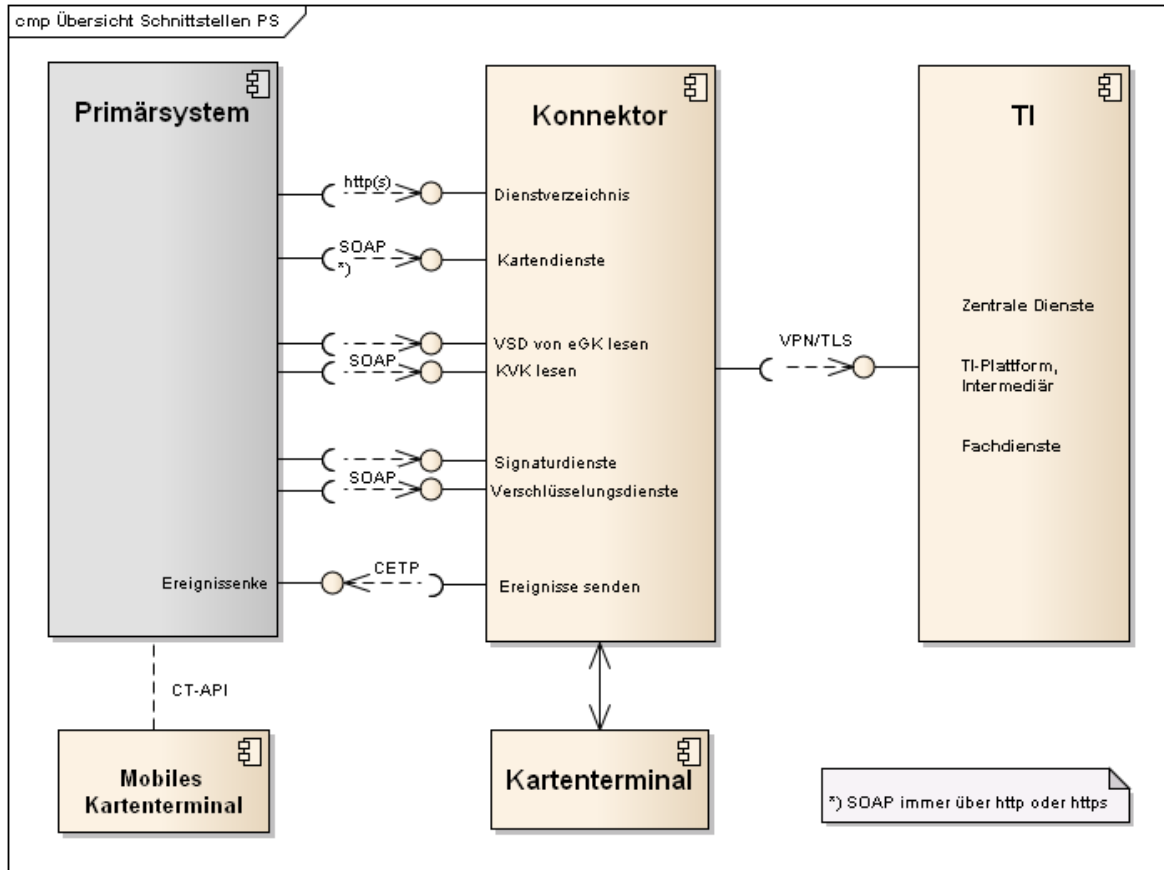 cmp Übersicht Schnittstellen PS
Primärsystem
Konnektor
TI
http(s)
Dienstverzeichnis
SOAP
*)
Kartendienste
VSD von eGK lesen
SOAP
KVK lesen
Zentrale Dienste
VPN/TLS
TI-Plattform,
Intermediär
Fachdienste
Signaturdienste
SOAP
Verschlüsselungsdienste
Ereignissenke
CETP
Ereignisse senden
CT-API
Mobiles
Kartenterminal
Kartenterminal
*) SOAP immer über http oder https